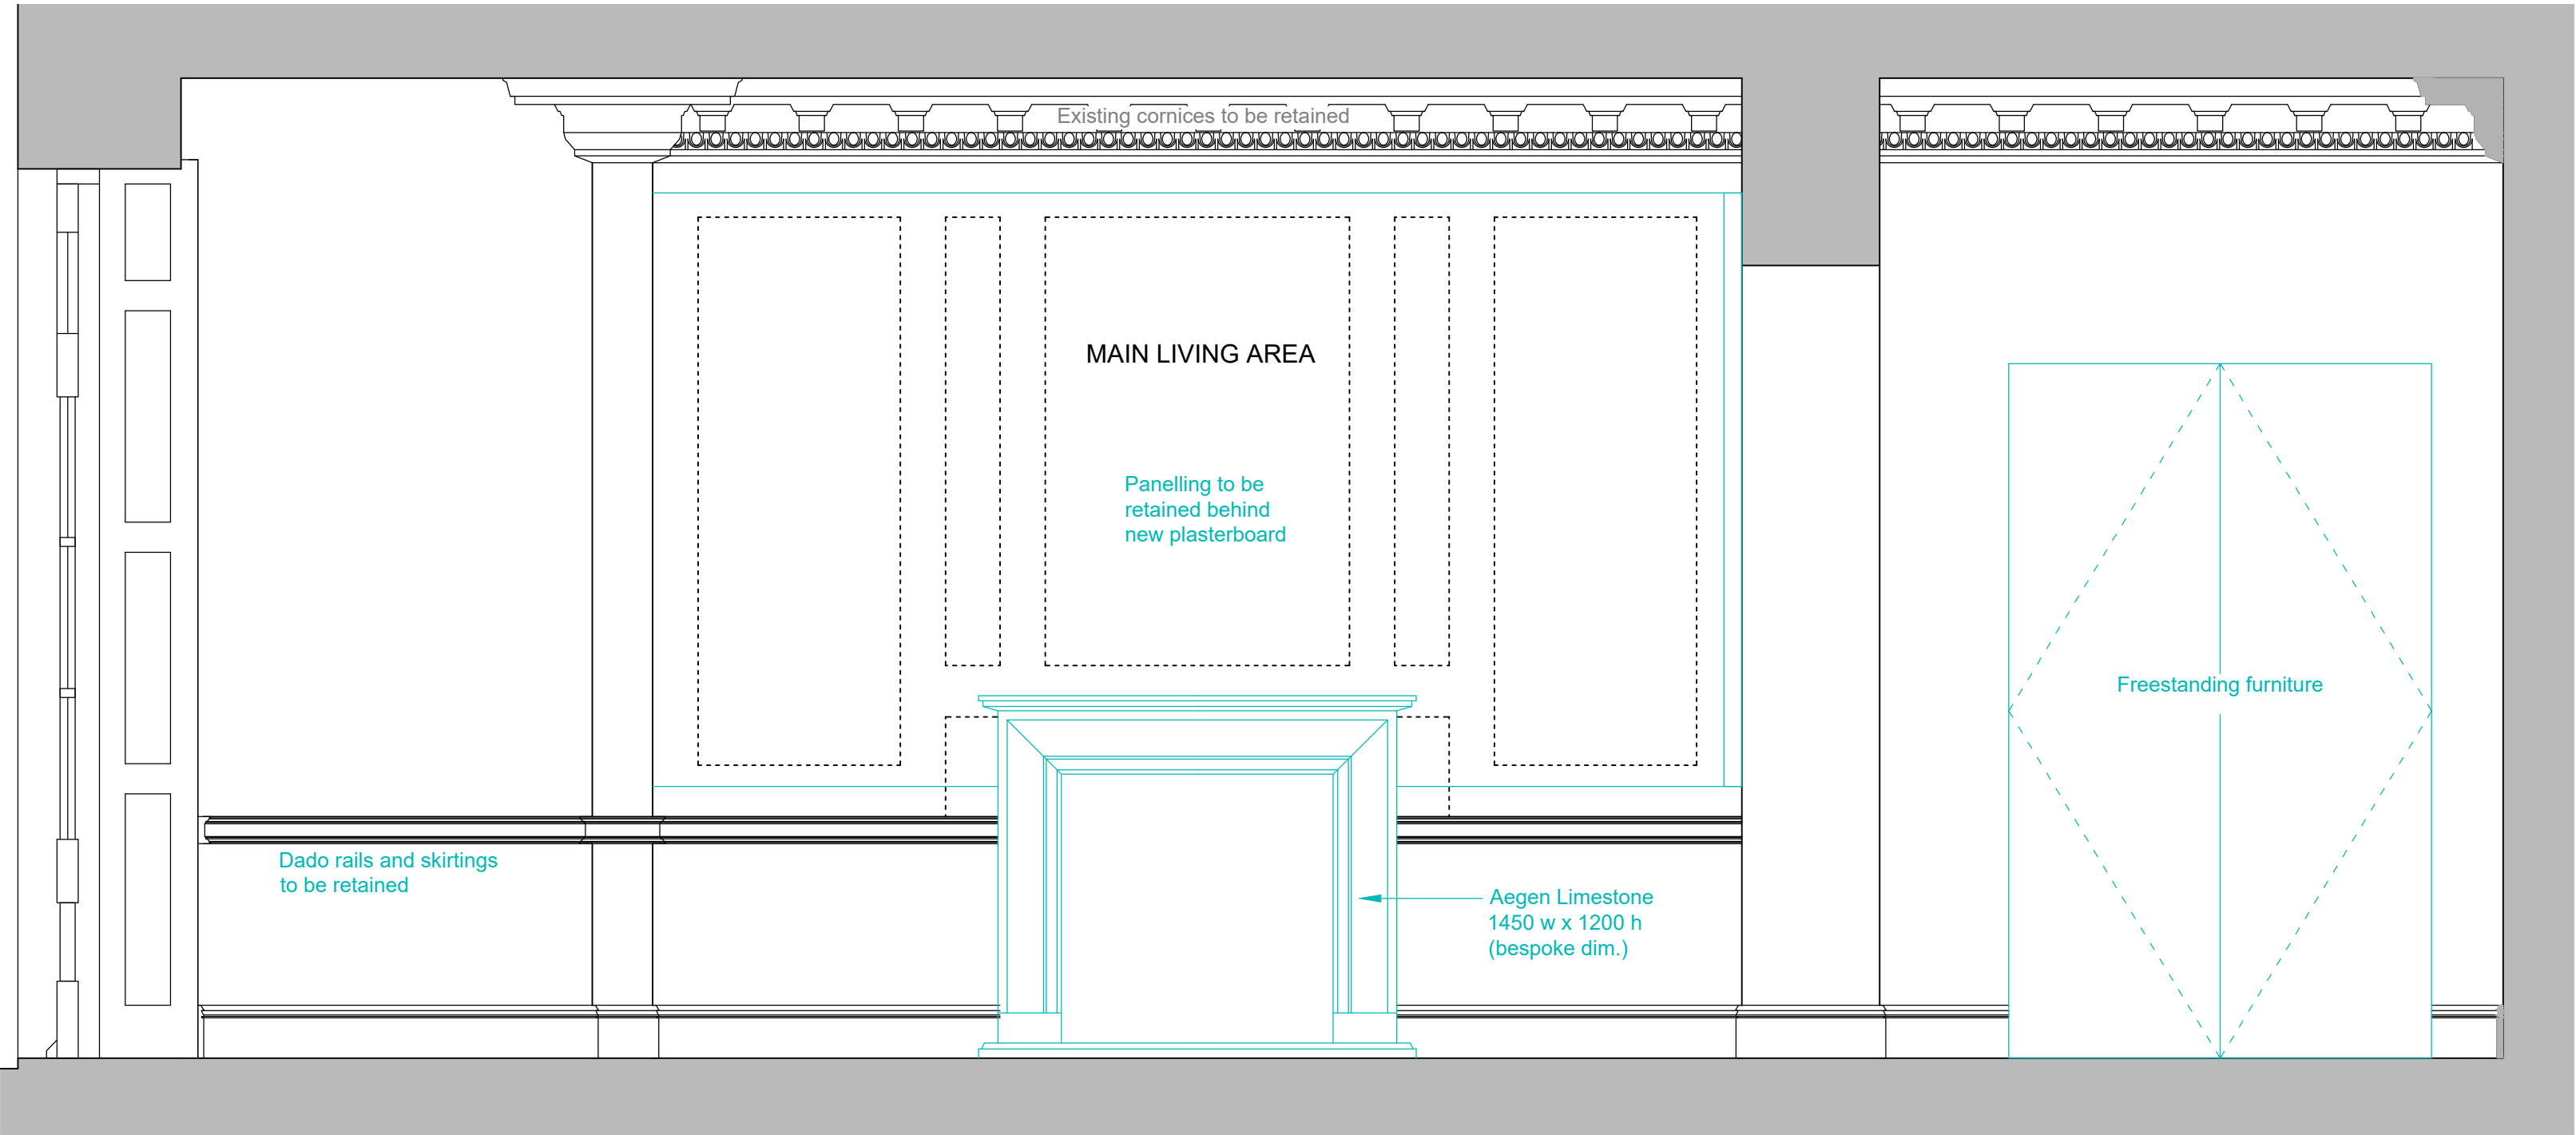 Existing cornices to be retained
MAIN LIVING AREA
Panelling to be
retained behind
new plasterboard
Freestanding furniture
Dado rails and skirtings
to be retained
Aegen Limestone
1450 w x 1200 h
(bespoke dim.)